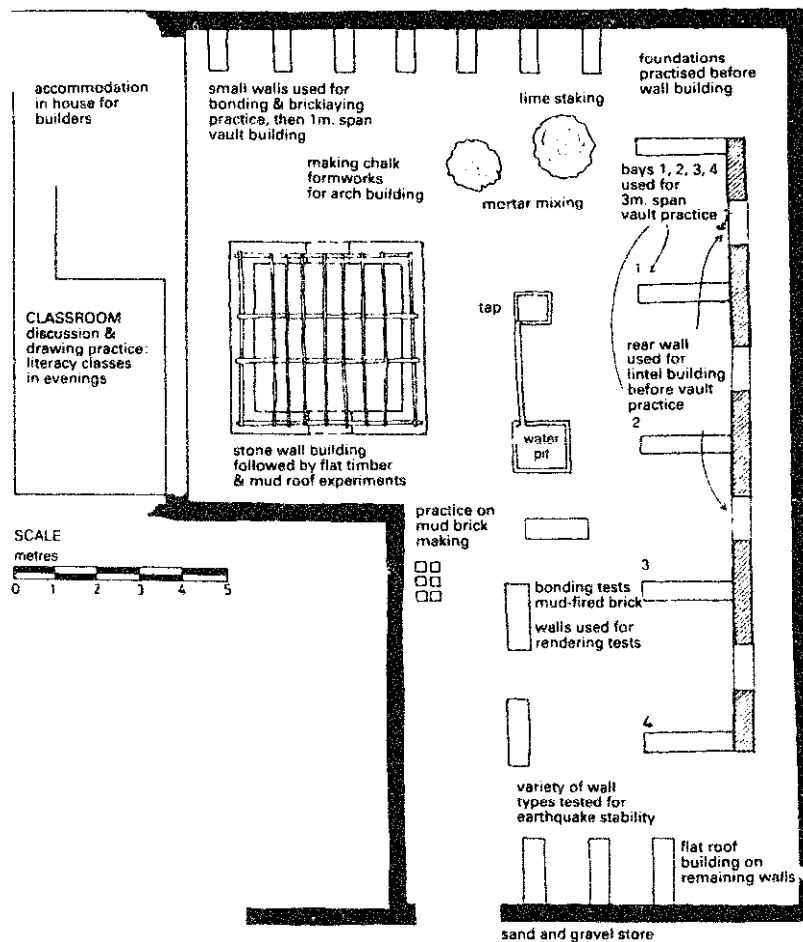 accommodation
in house for
builders
small walls used for
bonding & bricklaying
practice, then 1m. span
vault building
lime staking
foundations
practised before
wall building
making chalk
formworks
for arch building
mortar mixing
bays 1, 2, 3, 4
used for
3m. span
vault practice
1
CLASSROOM
discussion &
drawing practice:
literacy classes
in evenings
tap
rear wall
used for
lintel building
before vault
practice
2
water
pit
stone wall building
followed by flat timber
& mud roof experiments
practice on
mud brick
making
SCALE
metres
0 1 2 3 4 5
3
bonding tests
mud-fired brick
walls used for
rendering tests
4
variety of wall
types tested for
earthquake stability
flat roof
building on
remaining walls
sand and gravel store